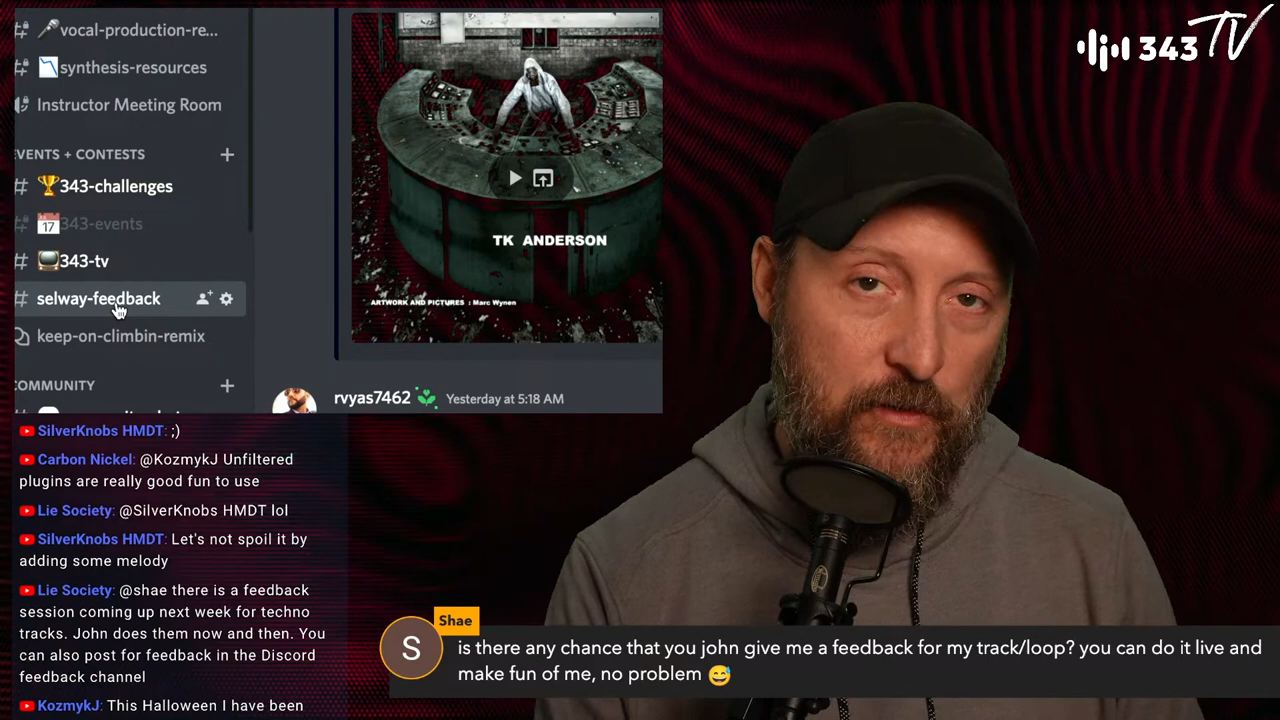 343 TV
vocal-production-re...
synthesis-resources
Instructor Meeting Room
VENTS + CONTESTS
343-challenges
17
343-events
343-tv
selway-feedback
keep-on-climbin-remix
COMMUNITY
TK ANDERSON
ARTWORK AND PICTURES : Marc Wynen
rvyas7462 Yesterday at 5:18 AM
SilverKnobs HMDT: ;)
Carbon Nickel: @KozmykJ Unfiltered
plugins are really good fun to use
Lie Society: @SilverKnobs HMDT lol
SilverKnobs HMDT: Let's not spoil it by
adding some melody
Lie Society: @shae there is a feedback
session coming up next week for techno
tracks. John does them now and then. You
can also post for feedback in the Discord
feedback channel
KozmykJ: This Halloween I have been
Shae
S
is there any chance that you john give me a feedback for my track/loop? you can do it live and
make fun of me, no problem 😅